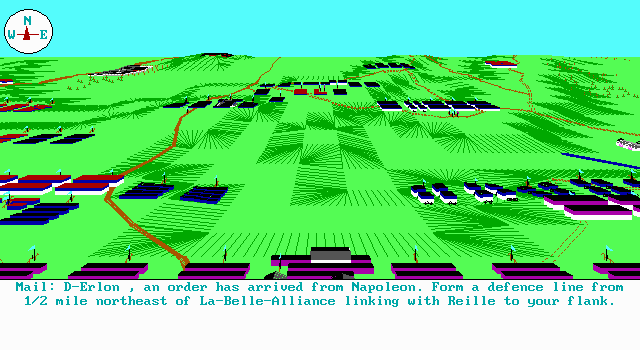 N
W E
Mail: D-Erlon , an order has arrived from Napoleon. Form a defence line from
1/2 mile northeast of La-Belle-Alliance linking with Reille to your flank.